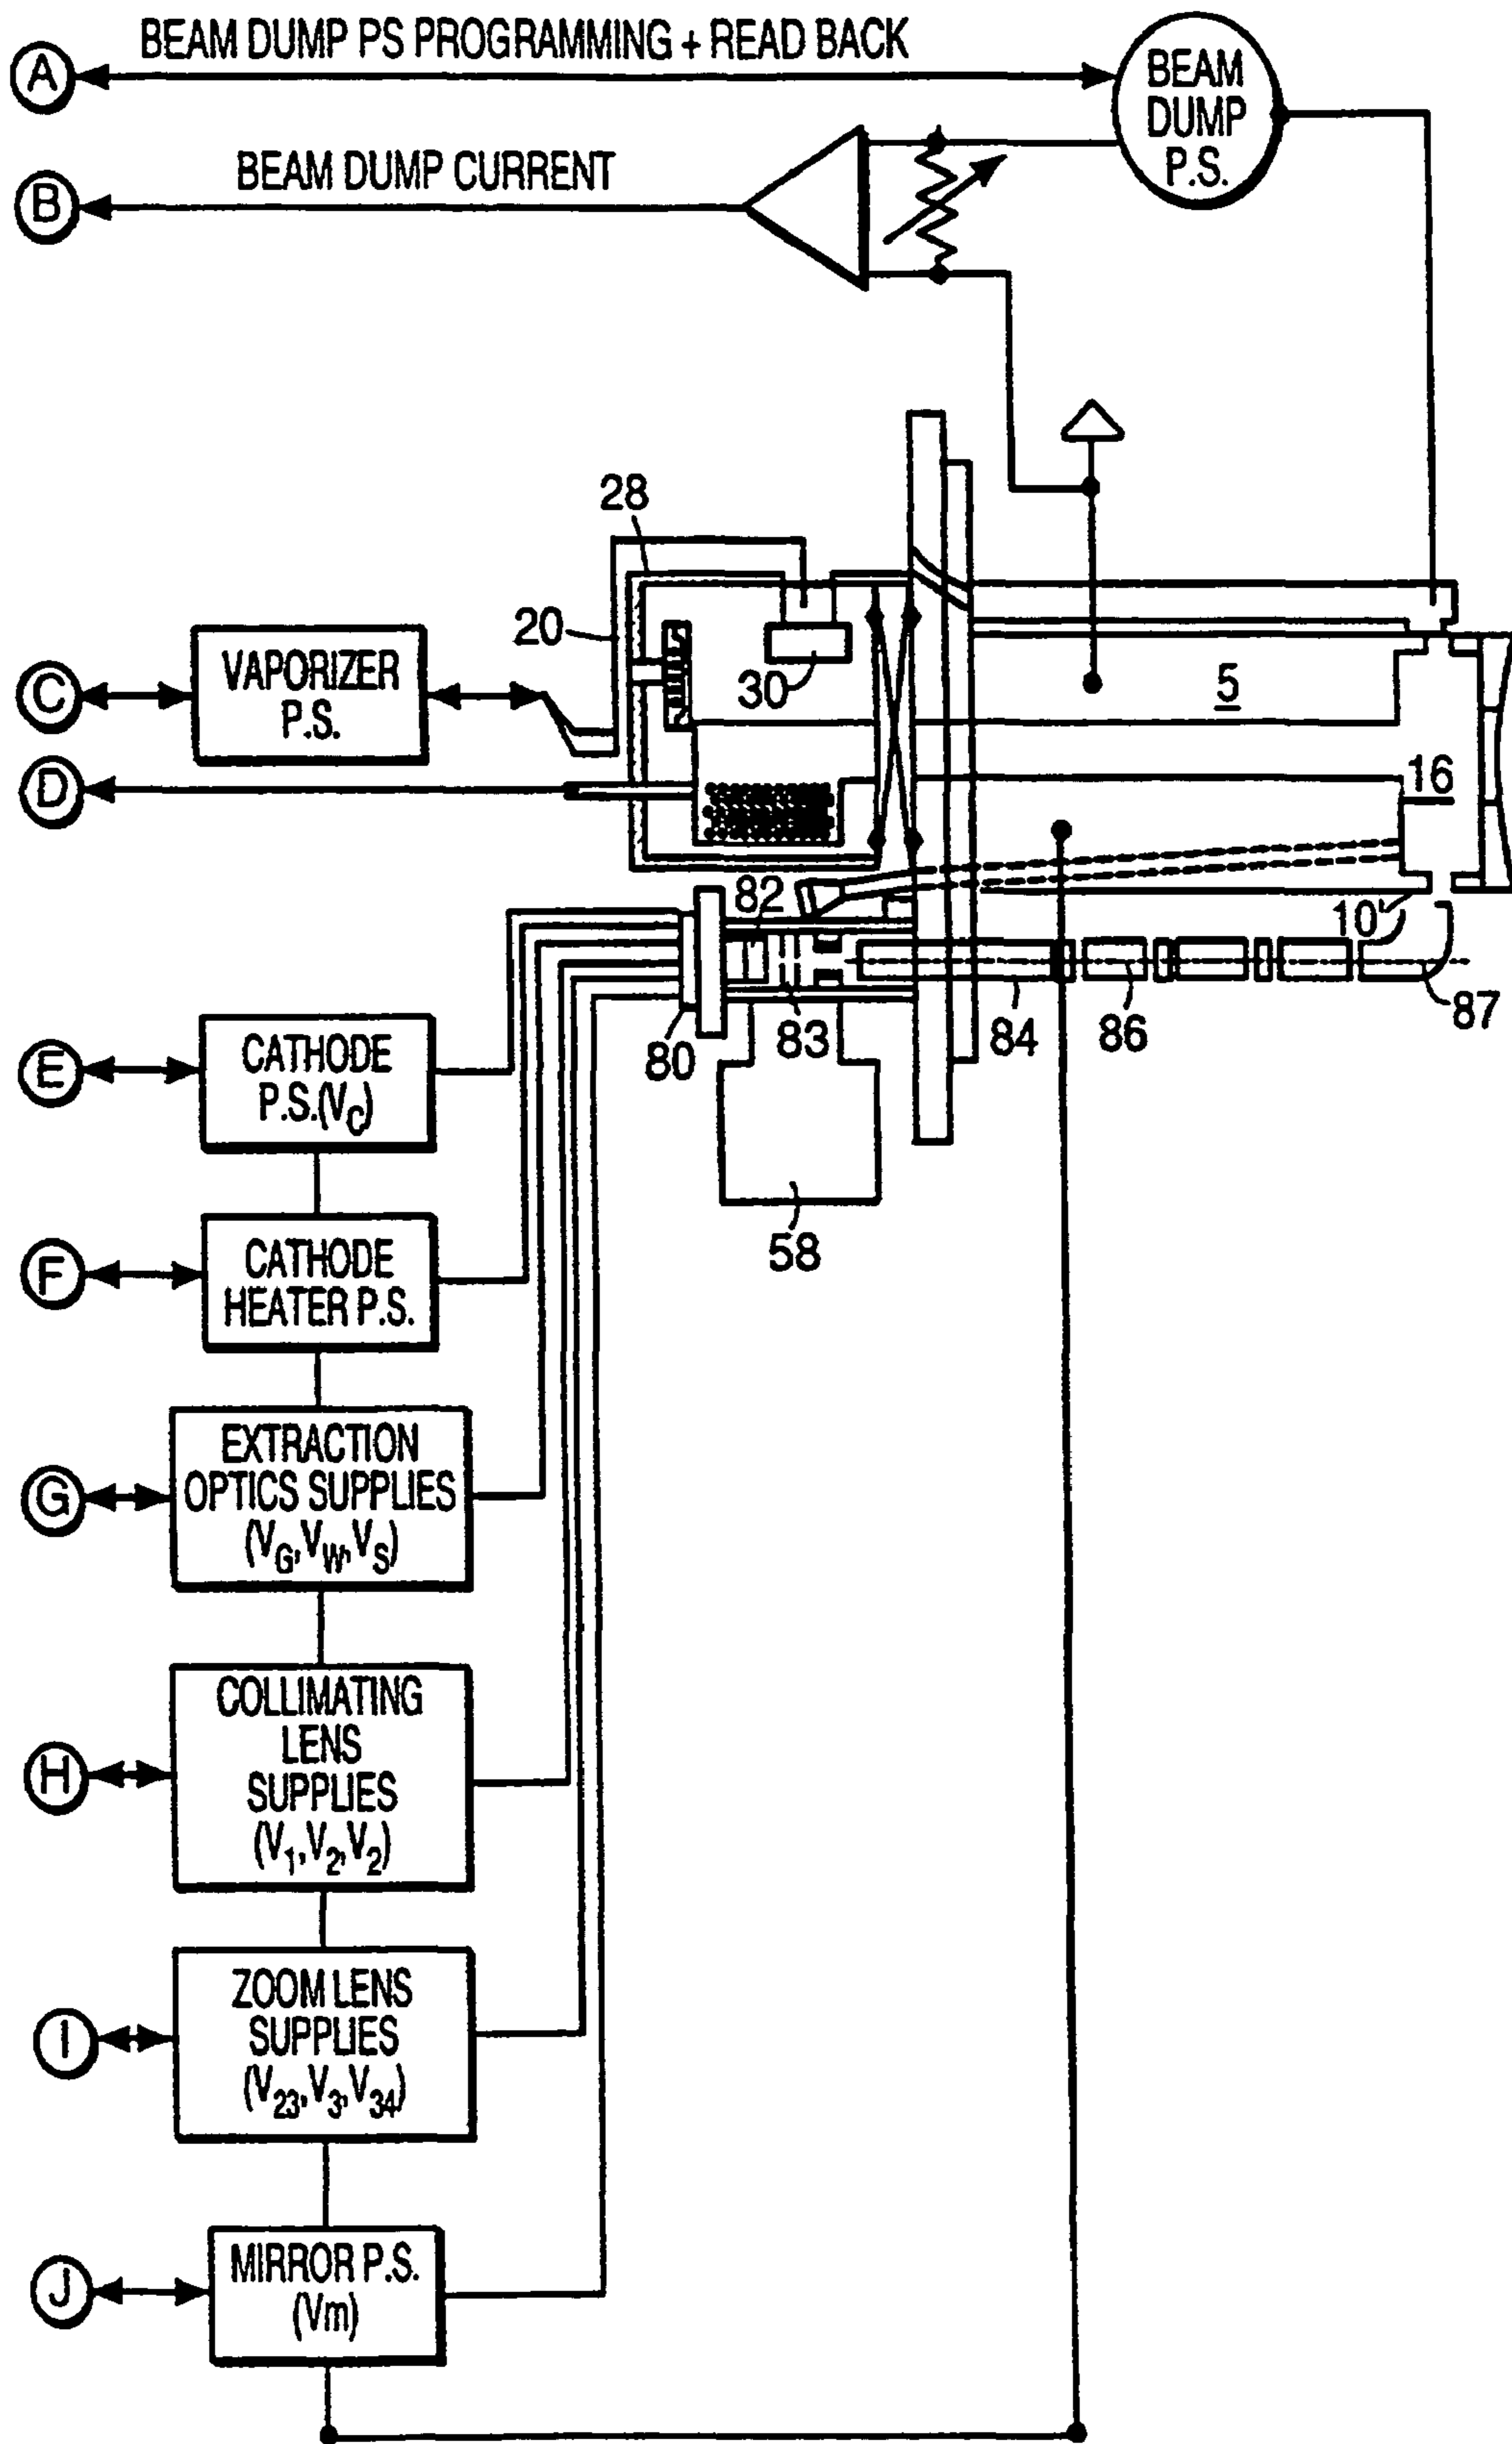 A
BEAM DUMP PS PROGRAMMING + READ BACK
BEAM
DUMP
P.S.
B
BEAM DUMP CURRENT
28
20
30
5
C
VAPORIZER
P.S.
D
16
82
10'
80
83
84
86
87
58
E
CATHODE
P.S.(VC)
F
CATHODE
HEATER P.S.
G
EXTRACTION
OPTICS SUPPLIES
(VG,VW,VS)
H
COLLIMATING
LENS
SUPPLIES
(V1,V2,V2)
I
ZOOM LENS
SUPPLIES
(V23,V3,V34)
J
MIRROR P.S.
(Vm)